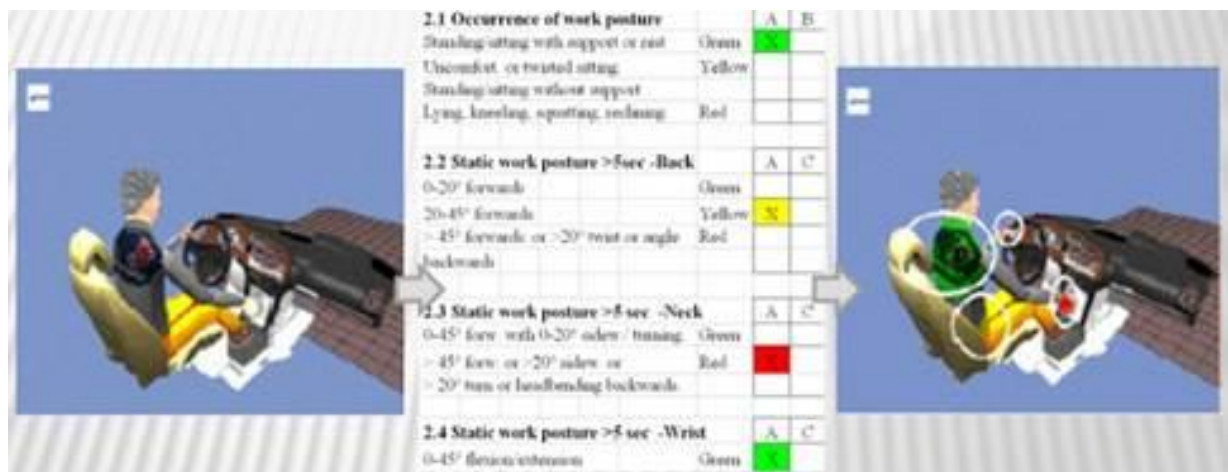 2.1 Occurrence of work posture A B
Standing/sitting with support or rest Green X
Uncomfort. or twisted sitting Yellow
Standing/sitting without support
Lying, kneeling, squatting, reclining Red
2.2 Static work posture >5sec -Back A C
0-20° forwards Green
20-45° forwards Yellow X
> 45° forwards or >20° twist or angle Red
backwards
2.3 Static work posture >5 sec -Neck A C
0-45° forw. with 0-20° sidew / turning Green
> 45° forw. or >20° sidew. or Red X
> 20° turn or headbending backwards
2.4 Static work posture >5 sec -Wrist A C
0-45° flexion/extension Green X